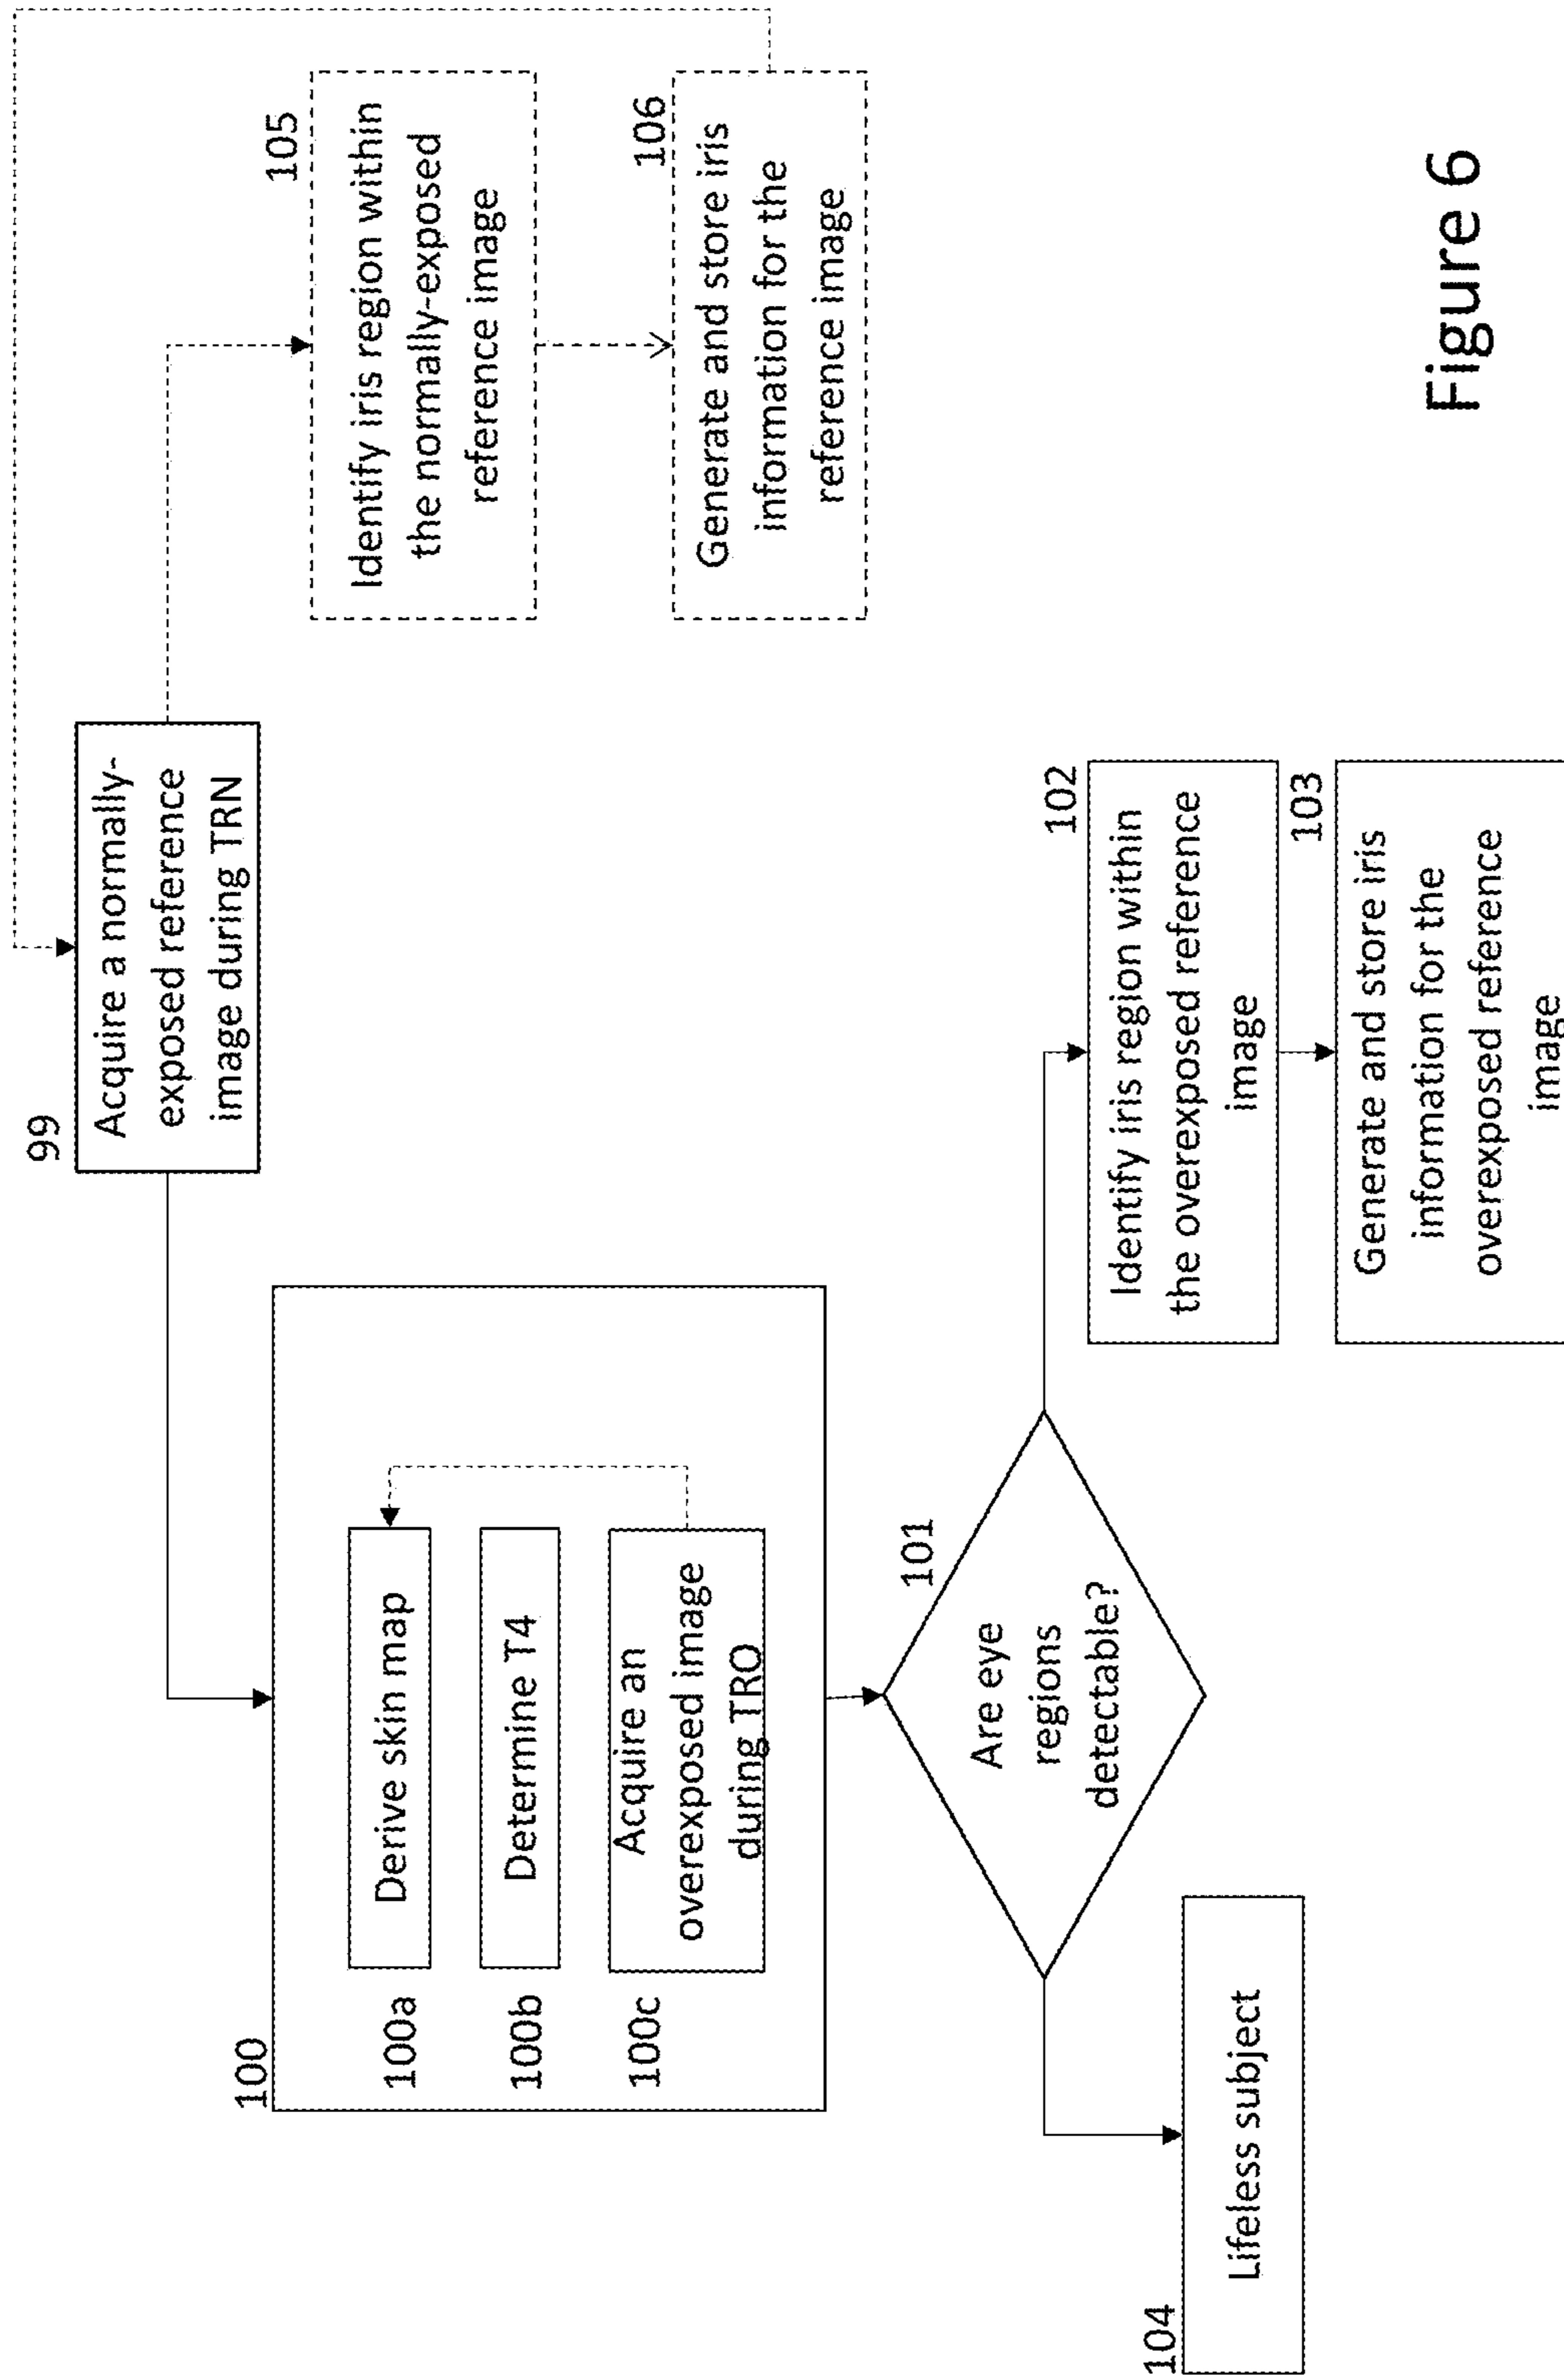 99
Acquire a normally-
exposed reference
image during TRN
105
Identify iris region within
the normally-exposed
reference image
106
Generate and store iris
information for the
reference image
100
100a
Derive skin map
100b
Determine T4
100c
Acquire an
overexposed image
during TRO
101
Are eye
regions
detectable?
102
Identify iris region within
the overexposed reference
image
103
Generate and store iris
information for the
overexposed reference
image
104
Lifeless subject
Figure 6